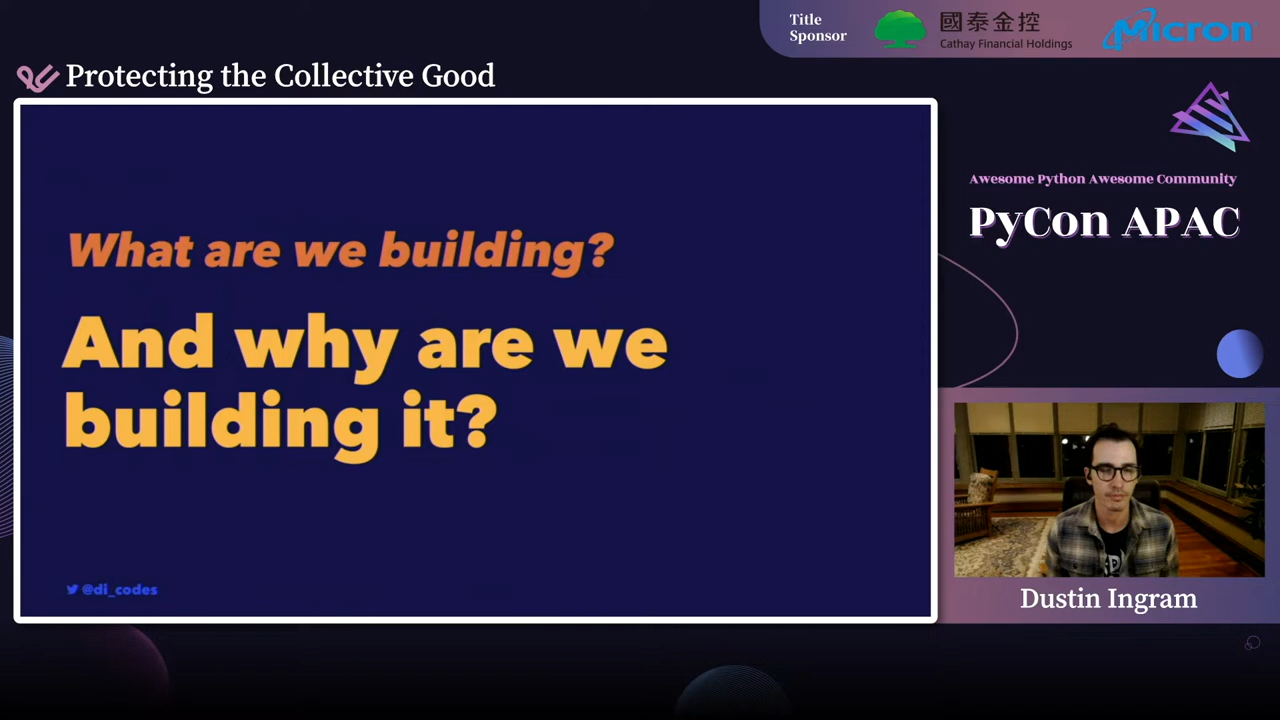 Title
Sponsor
國泰金控
Cathay Financial Holdings
Micron
Protecting the Collective Good
What are we building?
And why are we
building it?
@di_codes
Awesome Python Awesome Community
PyCon APAC
Dustin Ingram